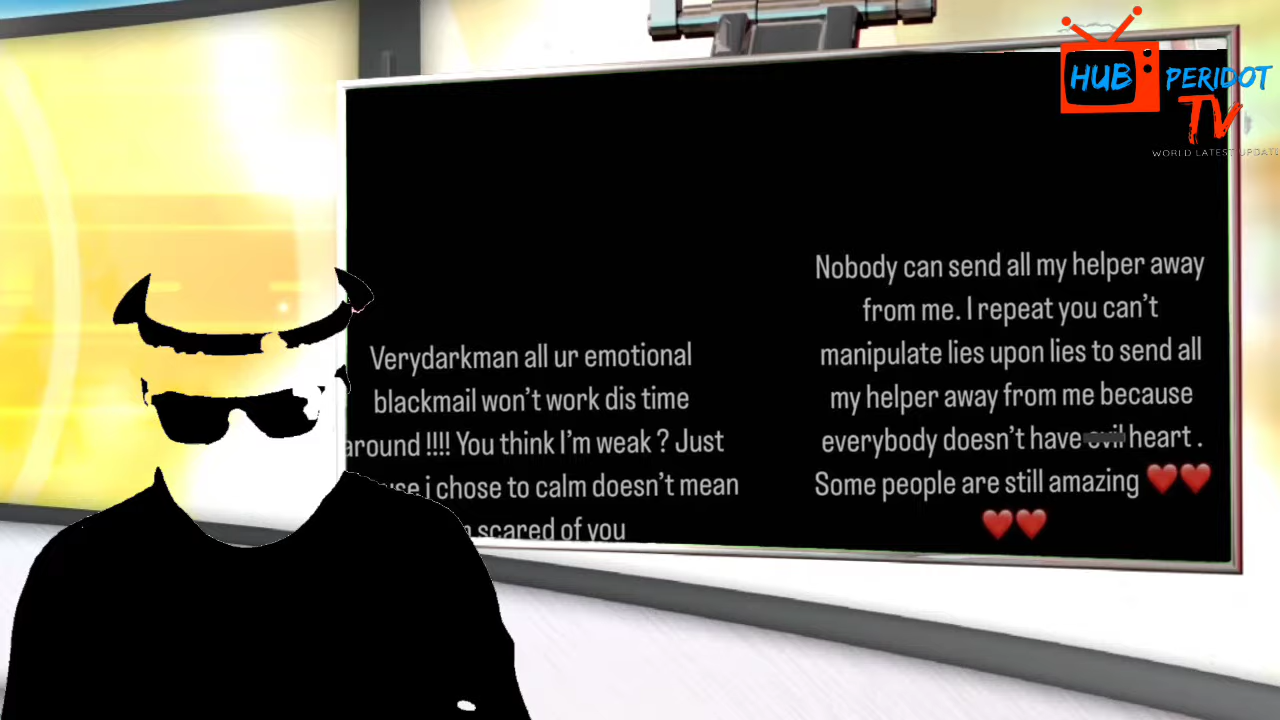 HUB PERIDOT
TV
WORLD LATEST UPDATE
Verydarkman all ur emotional
blackmail won't work dis time
around !!!! You think I'm weak ? Just
i chose to calm doesn't mean
scared of you
Nobody can send all my helper away
from me. I repeat you can't
manipulate lies upon lies to send all
my helper away from me because
everybody doesn't have evil heart .
Some people are still amazing ❤️❤️
❤️❤️